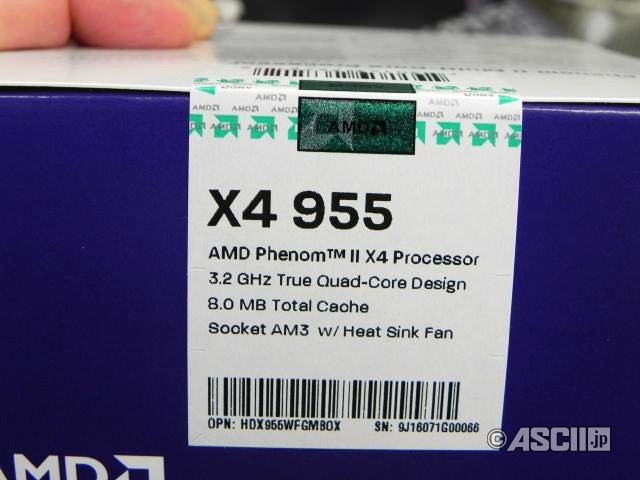 AMD
X4 955
AMD Phenom™ II X4 Processor
3.2 GHz True Quad-Core Design
8.0 MB Total Cache
Socket AM3 w/ Heat Sink Fan
OPN: HDX955WFGMBOX SN: 9J16071G00066
AMD
©ASCII.jp